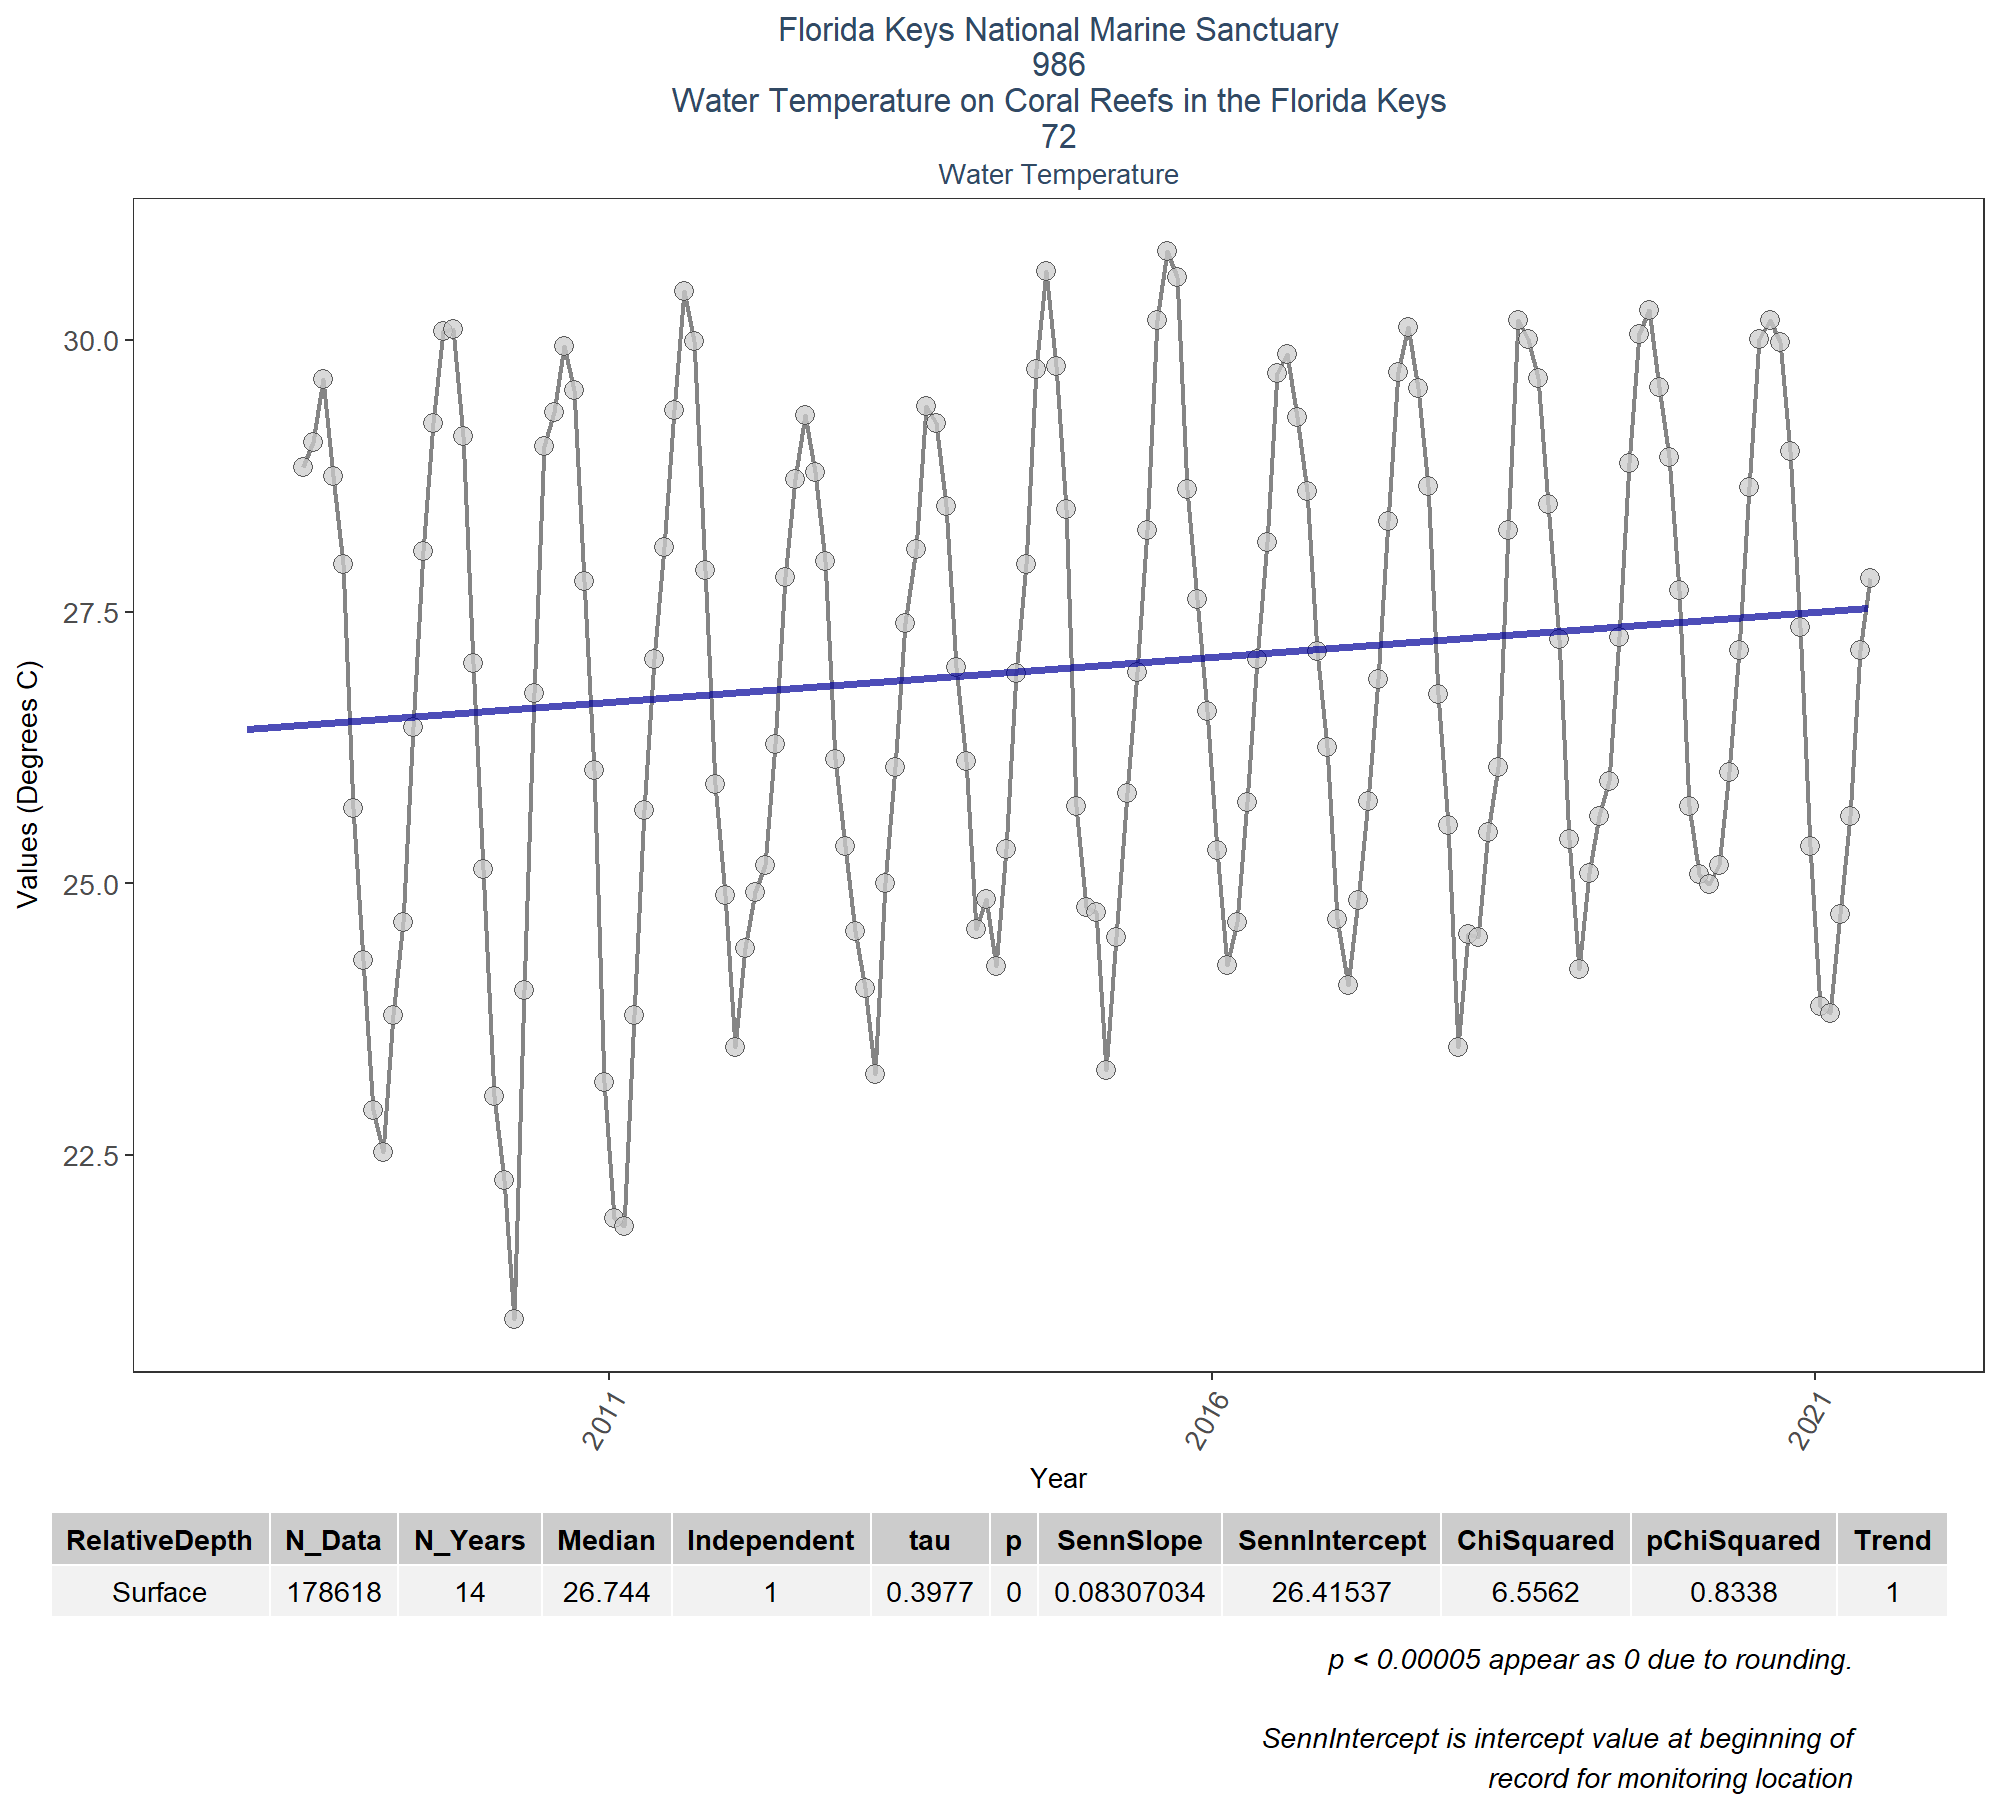 Florida Keys National Marine Sanctuary
986
Water Temperature on Coral Reefs in the Florida Keys
72
Water Temperature
Values (Degrees C)
30.0
27.5
25.0
22.5
2011
2016
2021
Year
RelativeDepth N_Data N_Years Median Independent tau p SennSlope SennIntercept ChiSquared pChiSquared Trend
Surface 178618 14 26.744 1 0.3977 0 0.08307034 26.41537 6.5562 0.8338 1
p < 0.00005 appear as 0 due to rounding.
SennIntercept is intercept value at beginning of
record for monitoring location